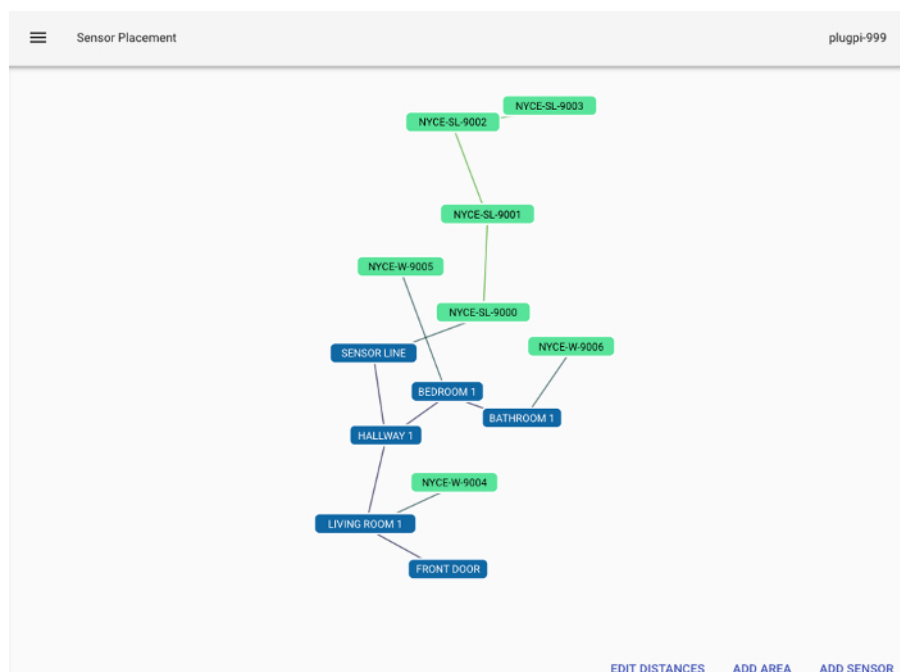 Sensor Placement
plugpi-999
NYCE-SL-9003
NYCE-SL-9002
NYCE-SL-9001
NYCE-W-9005
NYCE-SL-9000
NYCE-W-9006
SENSOR LINE
BEDROOM 1
BATHROOM 1
HALLWAY 1
NYCE-W-9004
LIVING ROOM 1
FRONT DOOR
EDIT DISTANCES
ADD AREA
ADD SENSOR